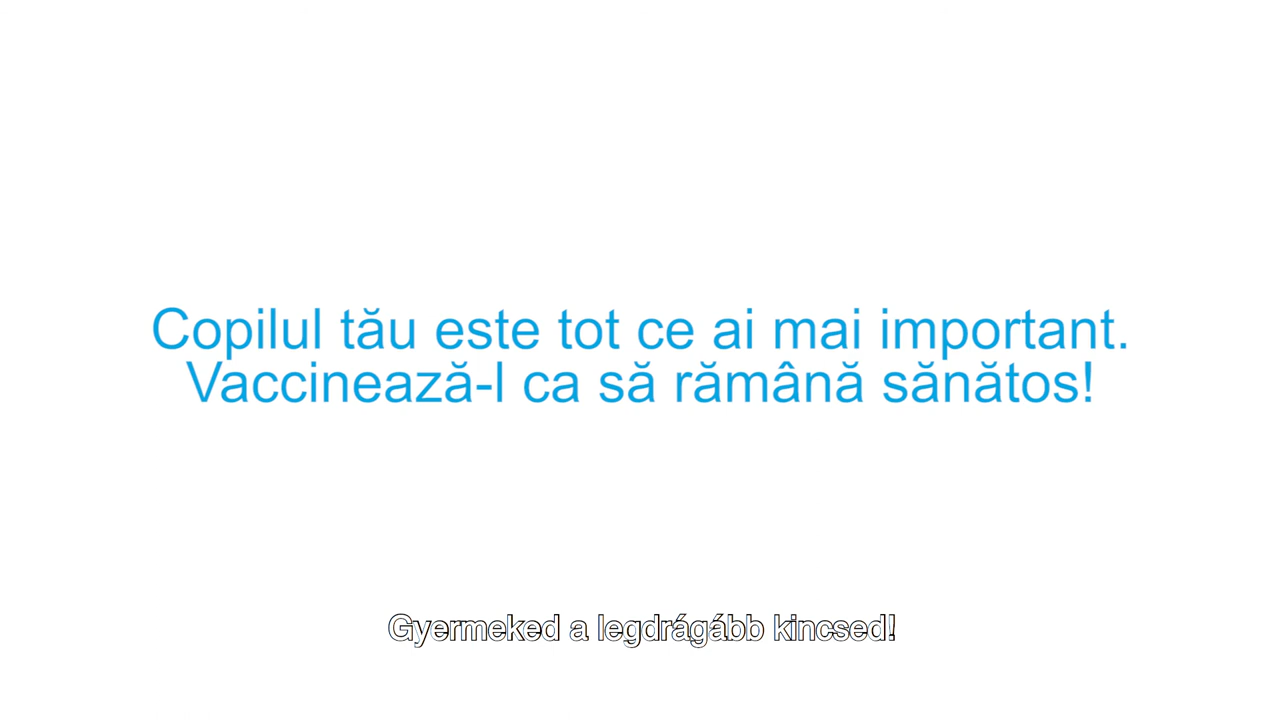 Copilul tău este tot ce ai mai important.
Vaccinează-l ca să rămână sănătos!
Gyermeked a legdrágább kincsed!